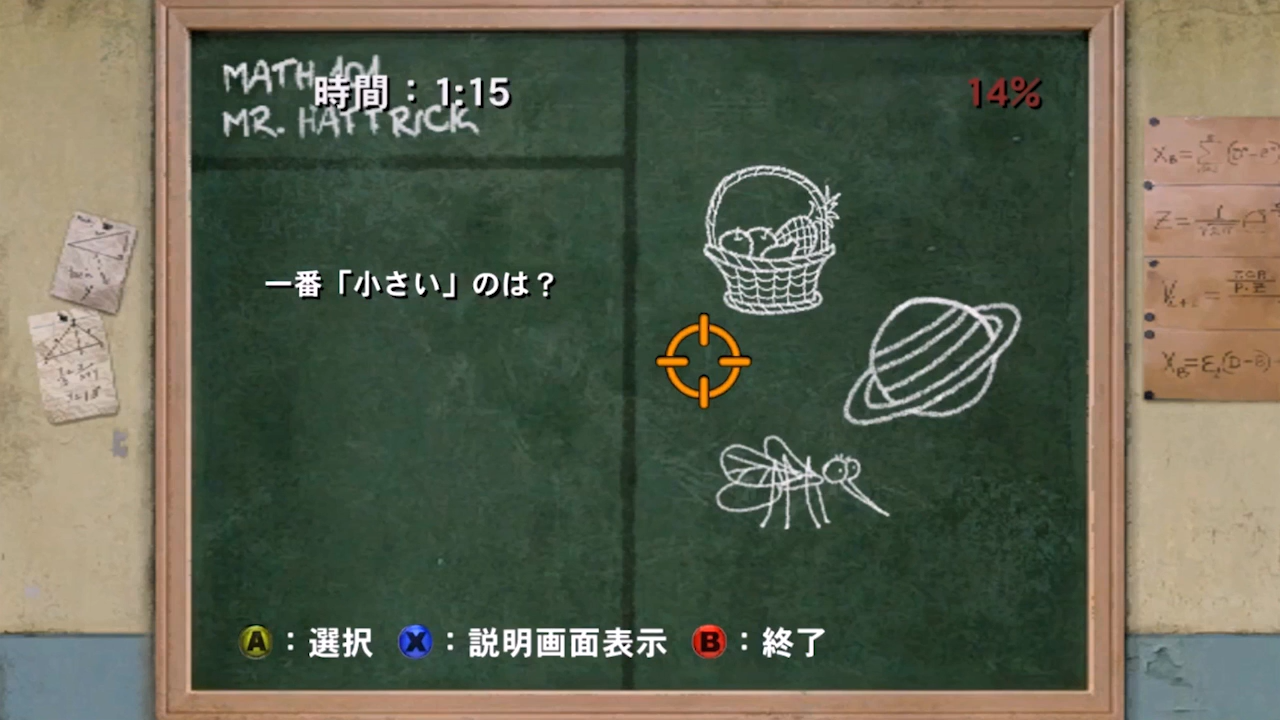 MATH 101
時間：1:15
14%
MR. HATTRICK
一番「小さい」のは？
A：選択 X：説明画面表示 B：終了